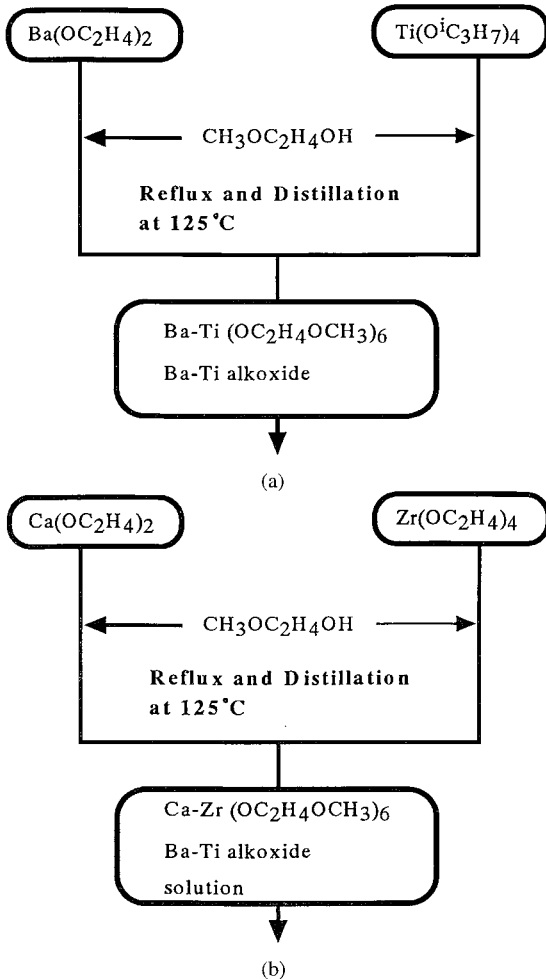 Ba(OC2H4)2
Ti(OiC3H7)4
CH3OC2H4OH
Reflux and Distillation
at 125°C
Ba-Ti (OC2H4OCH3)6
Ba-Ti alkoxide
(a)
Ca(OC2H4)2
Zr(OC2H4)4
CH3OC2H4OH
Reflux and Distillation
at 125°C
Ca-Zr (OC2H4OCH3)6
Ba-Ti alkoxide
solution
(b)